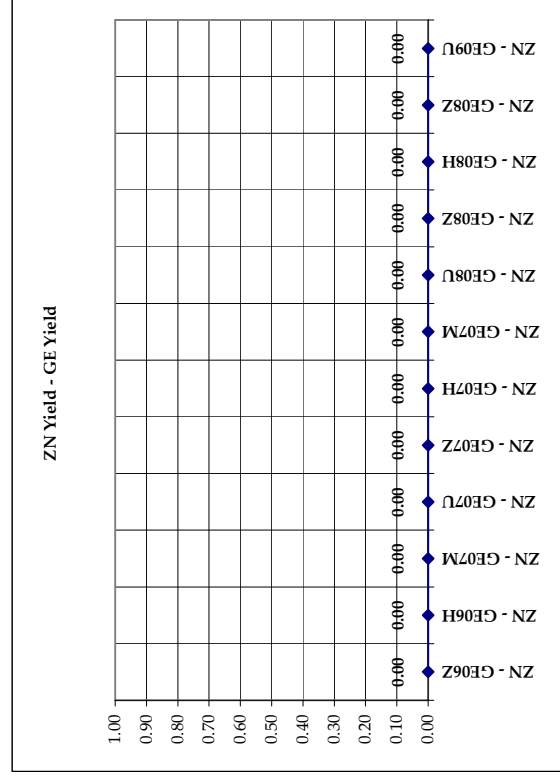 ZN Yield - GE Yield
1.00
0.90
0.80
0.70
0.60
0.50
0.40
0.30
0.20
0.10
0.00
0.00
0.00
0.00
0.00
0.00
0.00
0.00
0.00
0.00
0.00
0.00
0.00
ZN - GE06Z
ZN - GE06H
ZN - GE07M
ZN - GE07U
ZN - GE07Z
ZN - GE07H
ZN - GE07M
ZN - GE08U
ZN - GE08Z
ZN - GE08H
ZN - GE08Z
ZN - GE09U